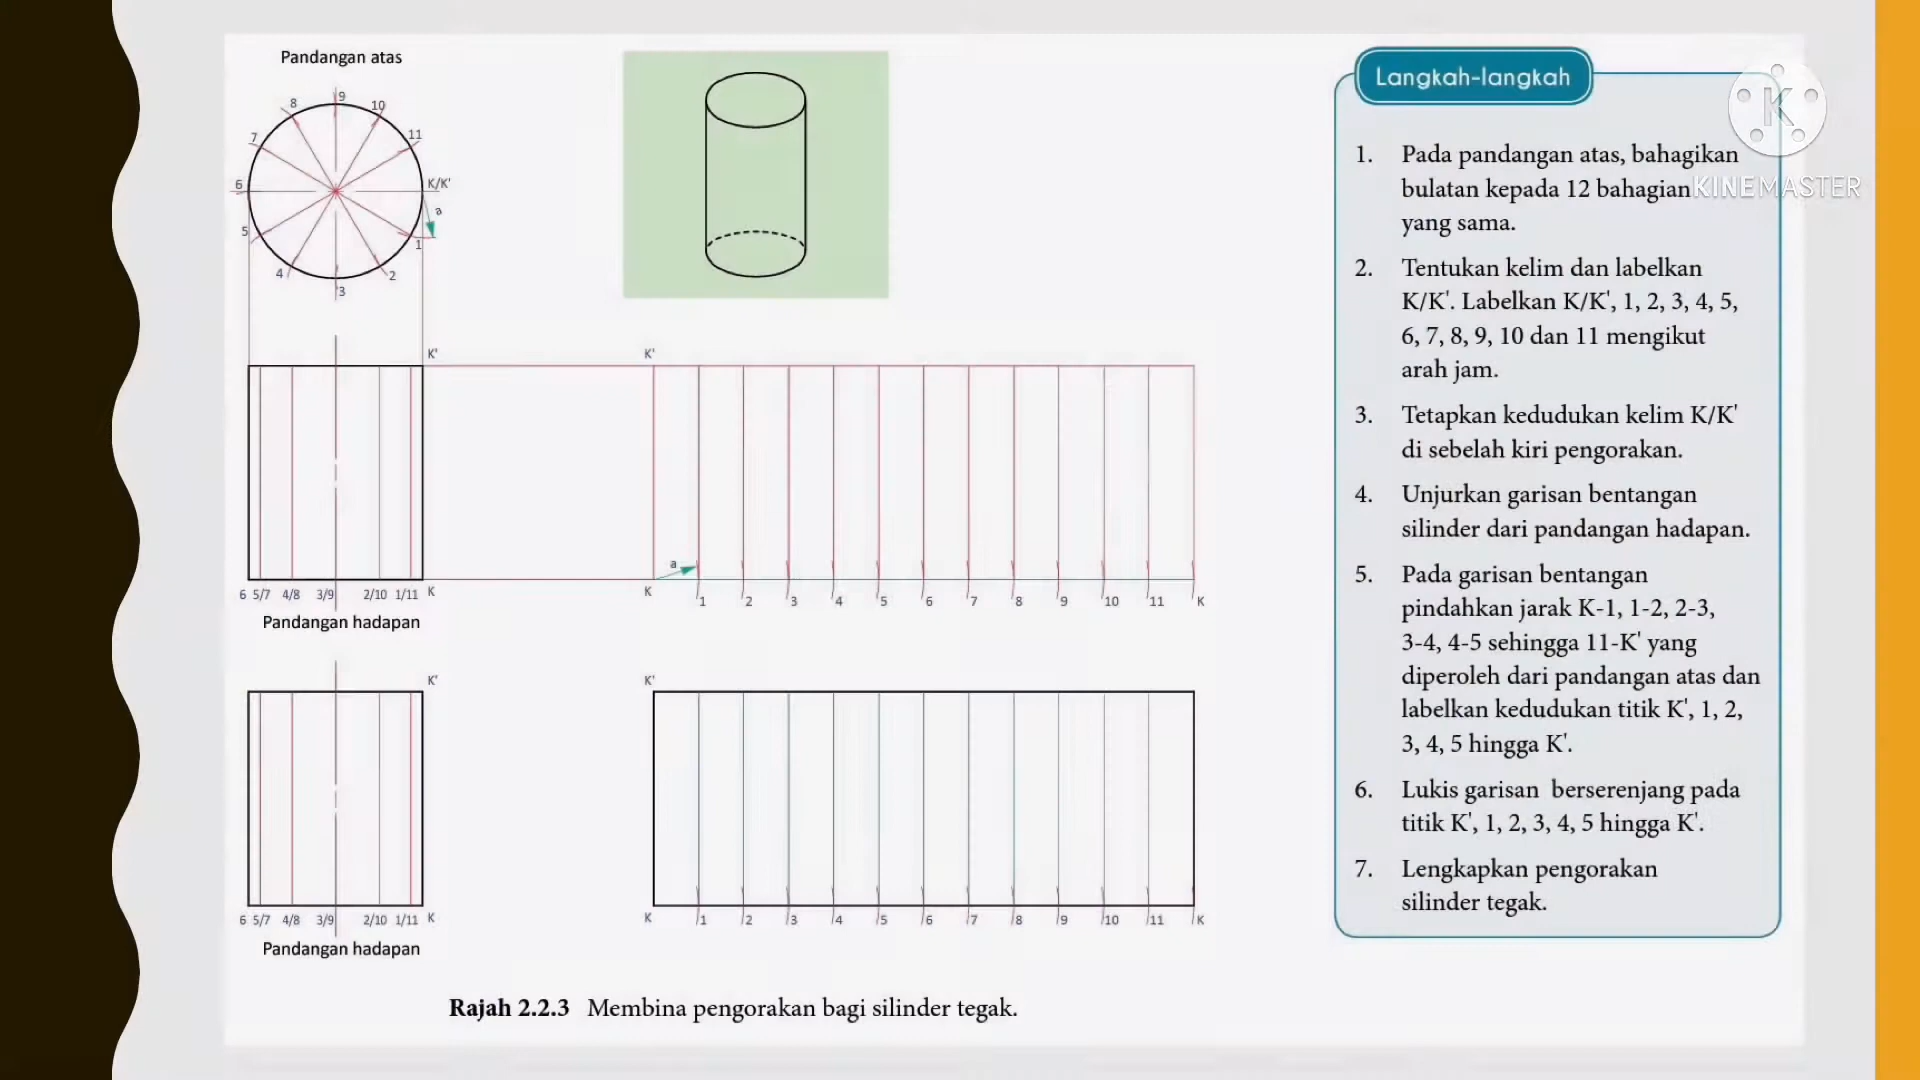 Pandangan atas
9
8
10
7
11
6
K/K'
a
5
1
4
2
3
K'
K'
a
6 5/7 4/8 3/9 2/10 1/11 K
K 1 2 3 4 5 6 7 8 9 10 11 K
Pandangan hadapan
K'
K'
6 5/7 4/8 3/9 2/10 1/11 K
K 1 2 3 4 5 6 7 8 9 10 11 K
Pandangan hadapan
Rajah 2.2.3 Membina pengorakan bagi silinder tegak.
Langkah-langkah
1. Pada pandangan atas, bahagikan
bulatan kepada 12 bahagian
yang sama.
2. Tentukan kelim dan labelkan
K/K'. Labelkan K/K', 1, 2, 3, 4, 5,
6, 7, 8, 9, 10 dan 11 mengikut
arah jam.
3. Tetapkan kedudukan kelim K/K'
di sebelah kiri pengorakan.
4. Unjurkan garisan bentangan
silinder dari pandangan hadapan.
5. Pada garisan bentangan
pindahkan jarak K-1, 1-2, 2-3,
3-4, 4-5 sehingga 11-K' yang
diperoleh dari pandangan atas dan
labelkan kedudukan titik K', 1, 2,
3, 4, 5 hingga K'.
6. Lukis garisan berserenjang pada
titik K', 1, 2, 3, 4, 5 hingga K'.
7. Lengkapkan pengorakan
silinder tegak.
K
KINEMASTER